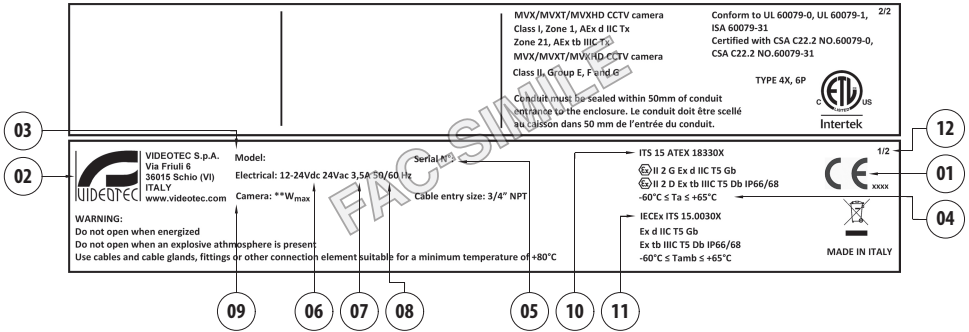 MVX/MVXT/MVXHD CCTV camera
Class I, Zone 1, AEx d IIC Tx
Zone 21, AEx tb IIIC Tx
MVX/MVXT/MVXHD CCTV camera
Class II, Group E, F and G
Conduit must be sealed within 50mm of conduit
entrance to the enclosure. Le conduit doit être scellé
au caisson dans 50 mm de l'entrée du conduit.
Conform to UL 60079-0, UL 60079-1,
ISA 60079-31
Certified with CSA C22.2 NO.60079-0,
CSA C22.2 NO.60079-31
2/2
TYPE 4X, 6P
ETL
C LISTED US
Intertek
FAC-SIMILE
03
02
VIDEOTEC
VIDEOTEC S.p.A.
Via Friuli 6
36015 Schio (VI)
ITALY
www.videotec.com
Model:
Serial N°:
Electrical: 12-24Vdc 24Vac 3,5A 50/60 Hz
Camera: **Wmax
Cable entry size: 3/4" NPT
WARNING:
Do not open when energized
Do not open when an explosive athmosphere is present
Use cables and cable glands, fittings or other connection element suitable for a minimum temperature of +80°C
ITS 15 ATEX 18330X
Ex II 2 G Ex d IIC T5 Gb
Ex II 2 D Ex tb IIIC T5 Db IP66/68
-60°C ≤ Ta ≤ +65°C
IECEx ITS 15.0030X
Ex d IIC T5 Gb
Ex tb IIIC T5 Db IP66/68
-60°C ≤ Tamb ≤ +65°C
1/2
CE xxxx
MADE IN ITALY
12
01
04
09
06
07
08
05
10
11